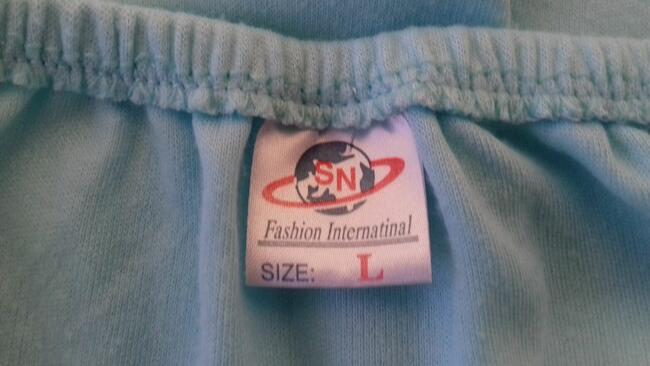 SN
Fashion Internatinal
SIZE: L